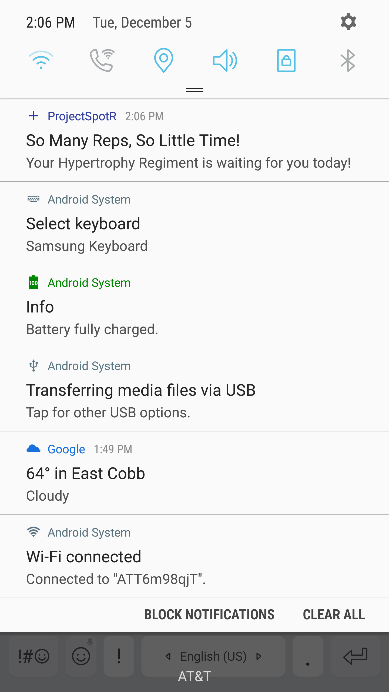 2:06 PM Tue, December 5
ProjectSpotR 2:06 PM
So Many Reps, So Little Time!
Your Hypertrophy Regiment is waiting for you today!
Android System
Select keyboard
Samsung Keyboard
100 Android System
Info
Battery fully charged.
Android System
Transferring media files via USB
Tap for other USB options.
Google 1:49 PM
64° in East Cobb
Cloudy
Android System
Wi-Fi connected
Connected to "ATT6m98qjT".
BLOCK NOTIFICATIONS CLEAR ALL
!#☺ ! English (US) .
AT&T